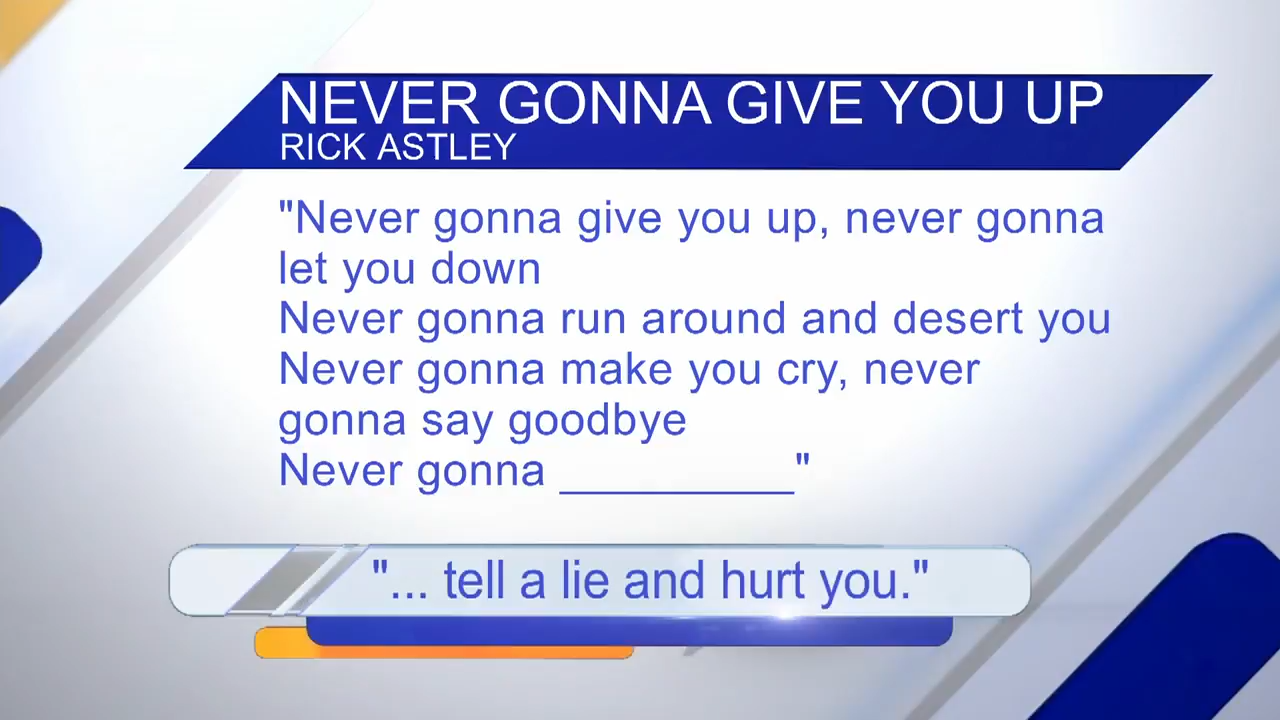 NEVER GONNA GIVE YOU UP
RICK ASTLEY
"Never gonna give you up, never gonna
let you down
Never gonna run around and desert you
Never gonna make you cry, never
gonna say goodbye
Never gonna __________"
"... tell a lie and hurt you."